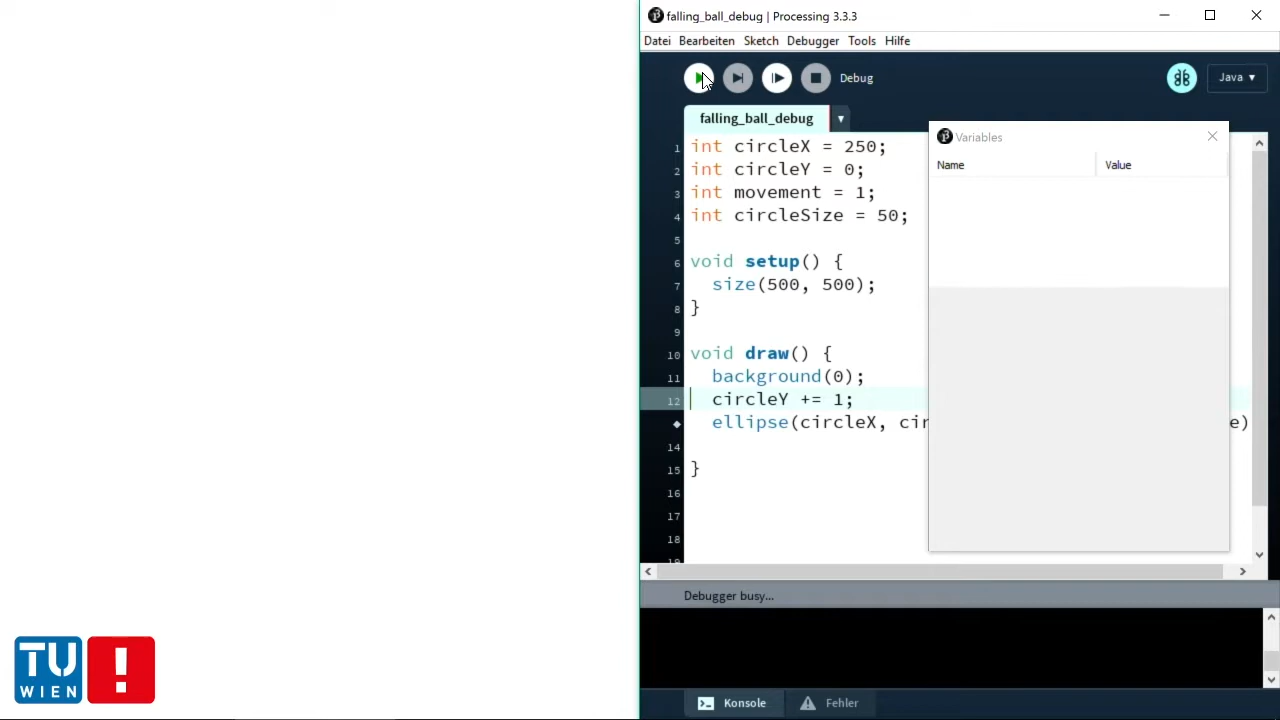 falling_ball_debug | Processing 3.3.3
Datei Bearbeiten Sketch Debugger Tools Hilfe
Debug
Java ▾
falling_ball_debug
Variables
Name Value
1 int circleX = 250;
2 int circleY = 0;
3 int movement = 1;
4 int circleSize = 50;
5
6 void setup() {
7 size(500, 500);
8 }
9
10 void draw() {
11 background(0);
12 circleY += 1;
ellipse(circleX, cir e)
14
15 }
16
17
18
19
Debugger busy...
Konsole Fehler
TU
WIEN
!